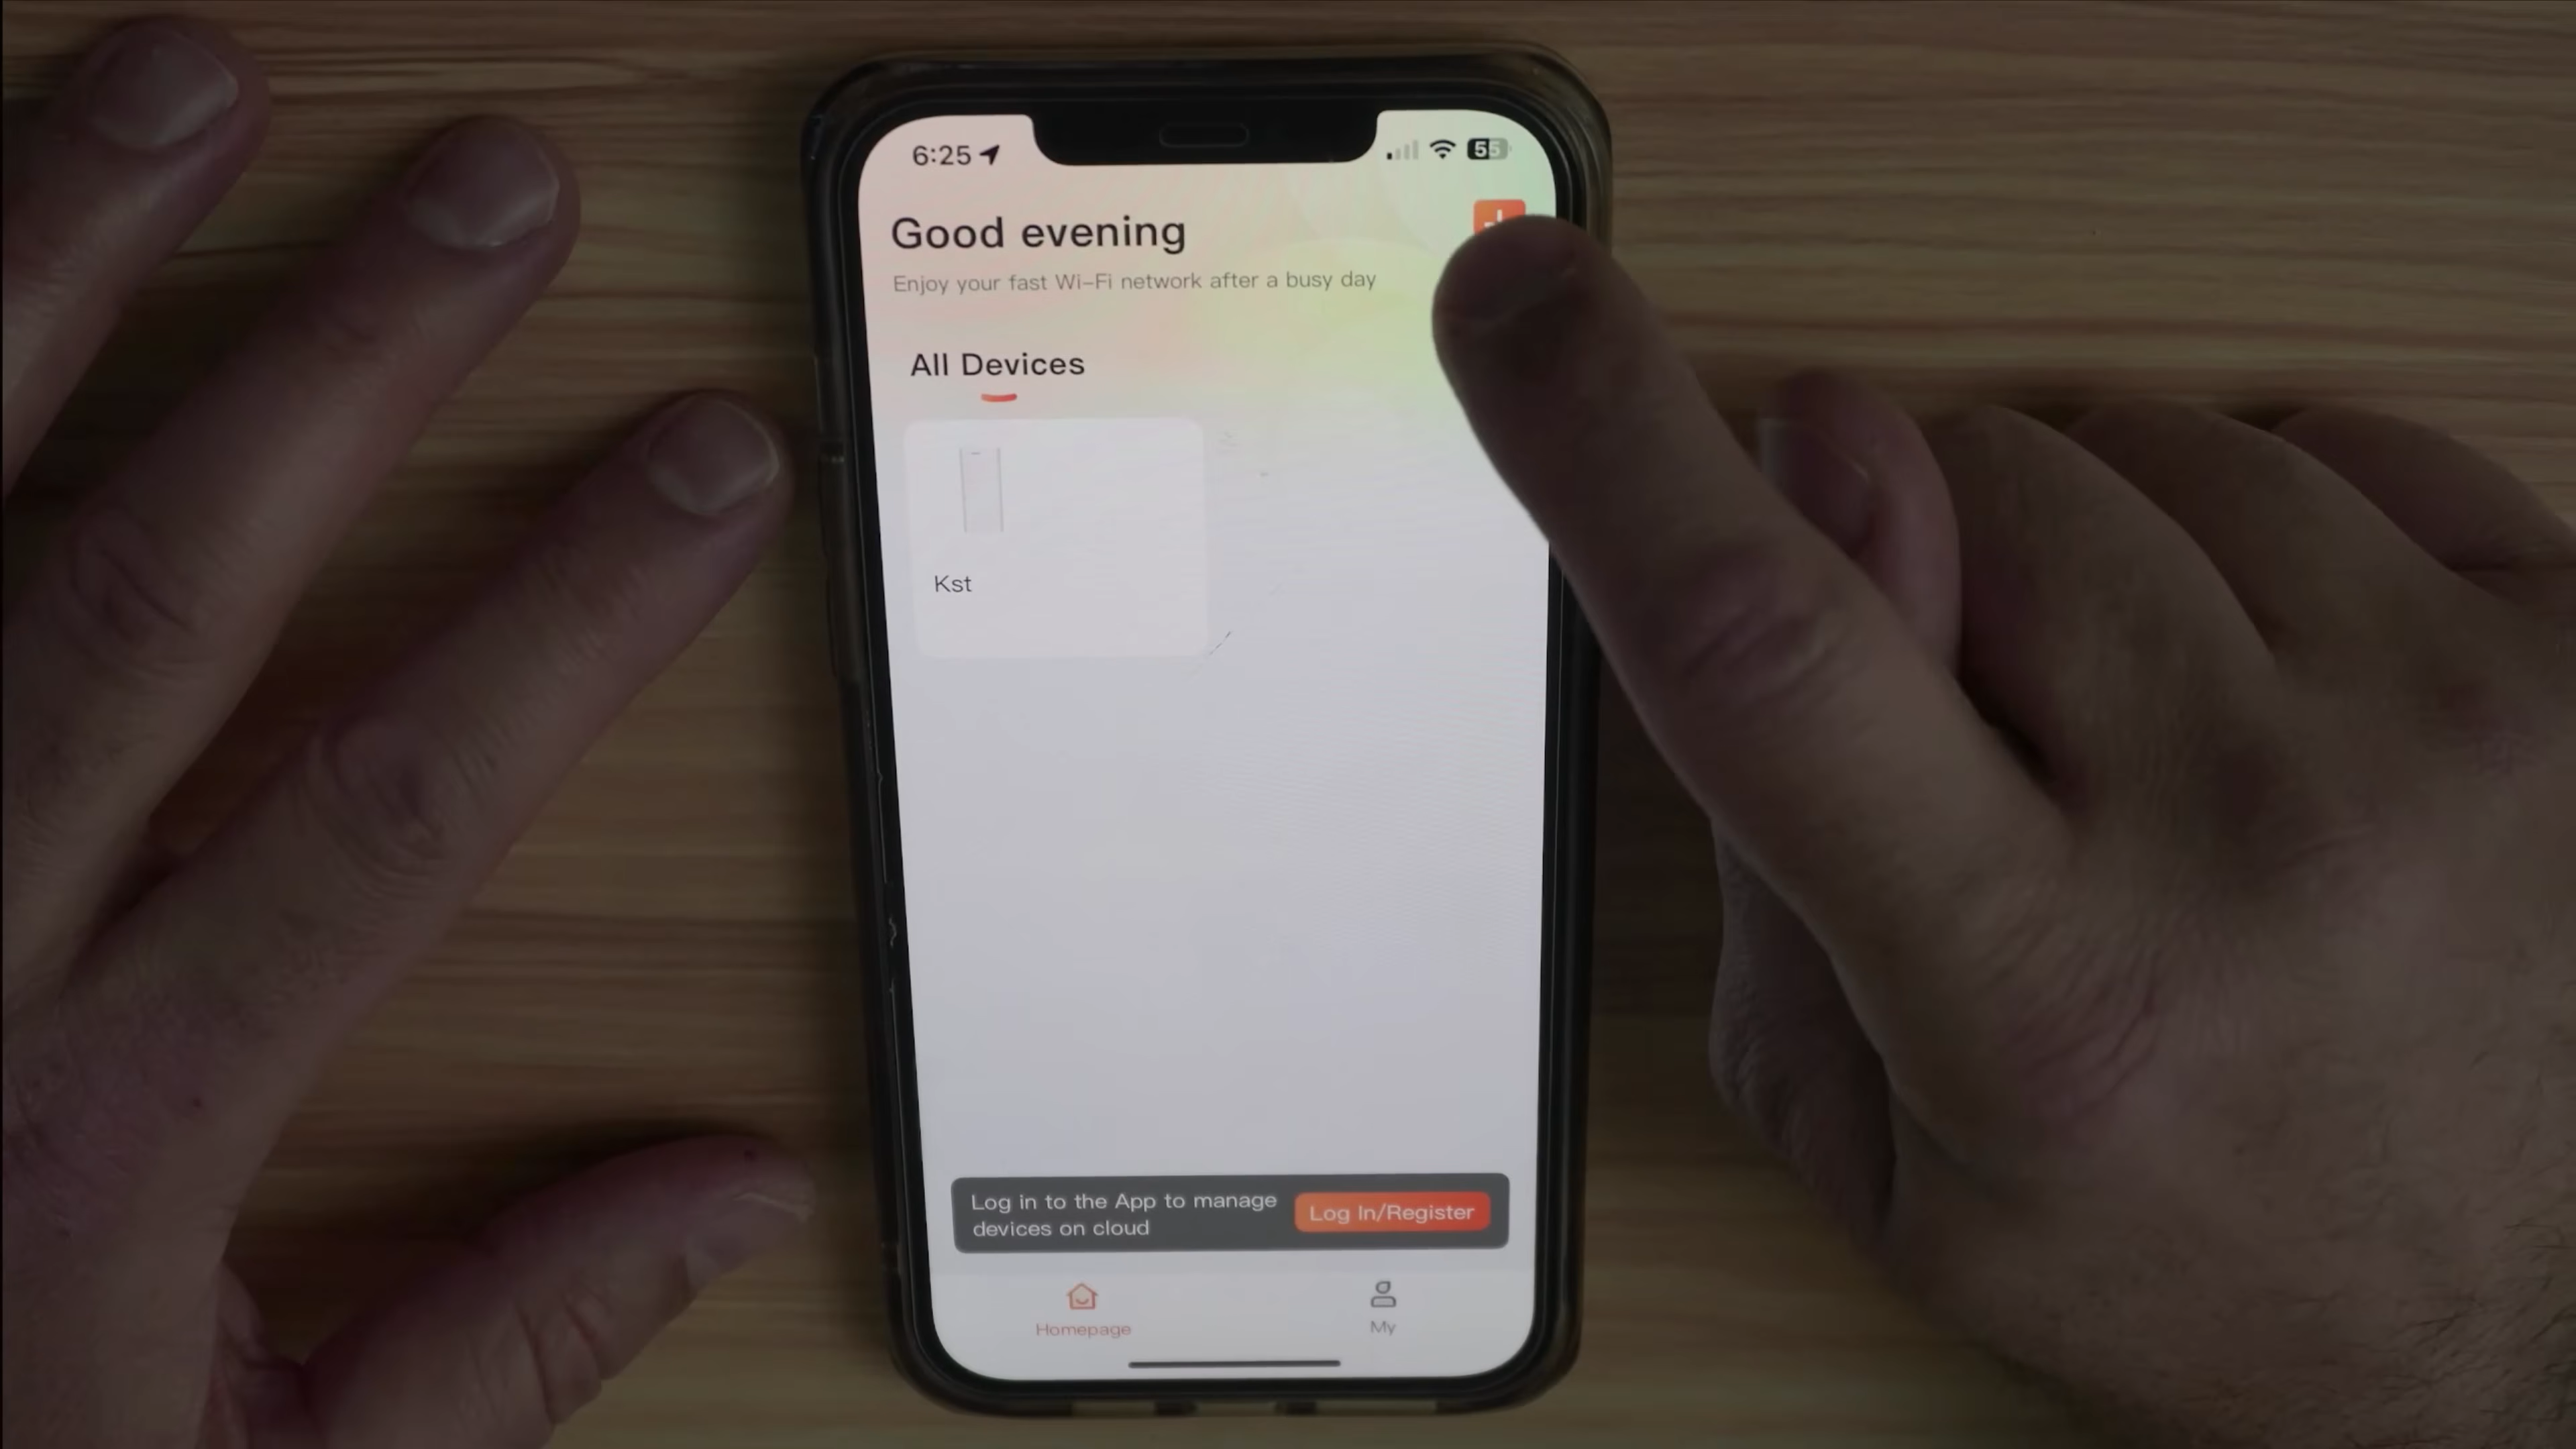 6:25
55
Good evening
Enjoy your fast Wi-Fi network after a busy day
All Devices
Kst
Log in to the App to manage
devices on cloud
Log In/Register
Homepage
My